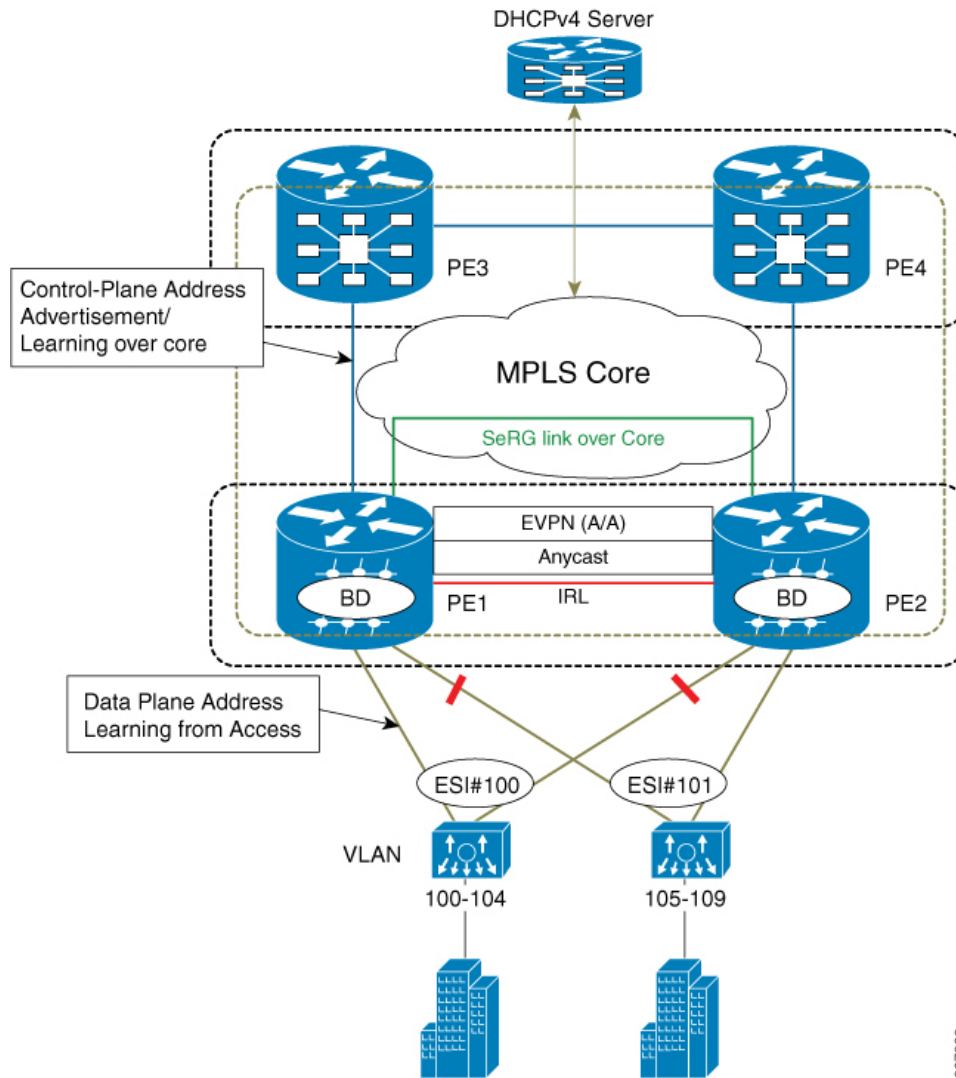 DHCPv4 Server
PE3
PE4
Control-Plane Address
Advertisement/
Learning over core
MPLS Core
SeRG link over Core
EVPN (A/A)
Anycast
BD
PE1
IRL
BD
PE2
Data Plane Address
Learning from Access
ESI#100
ESI#101
VLAN
100-104
105-109